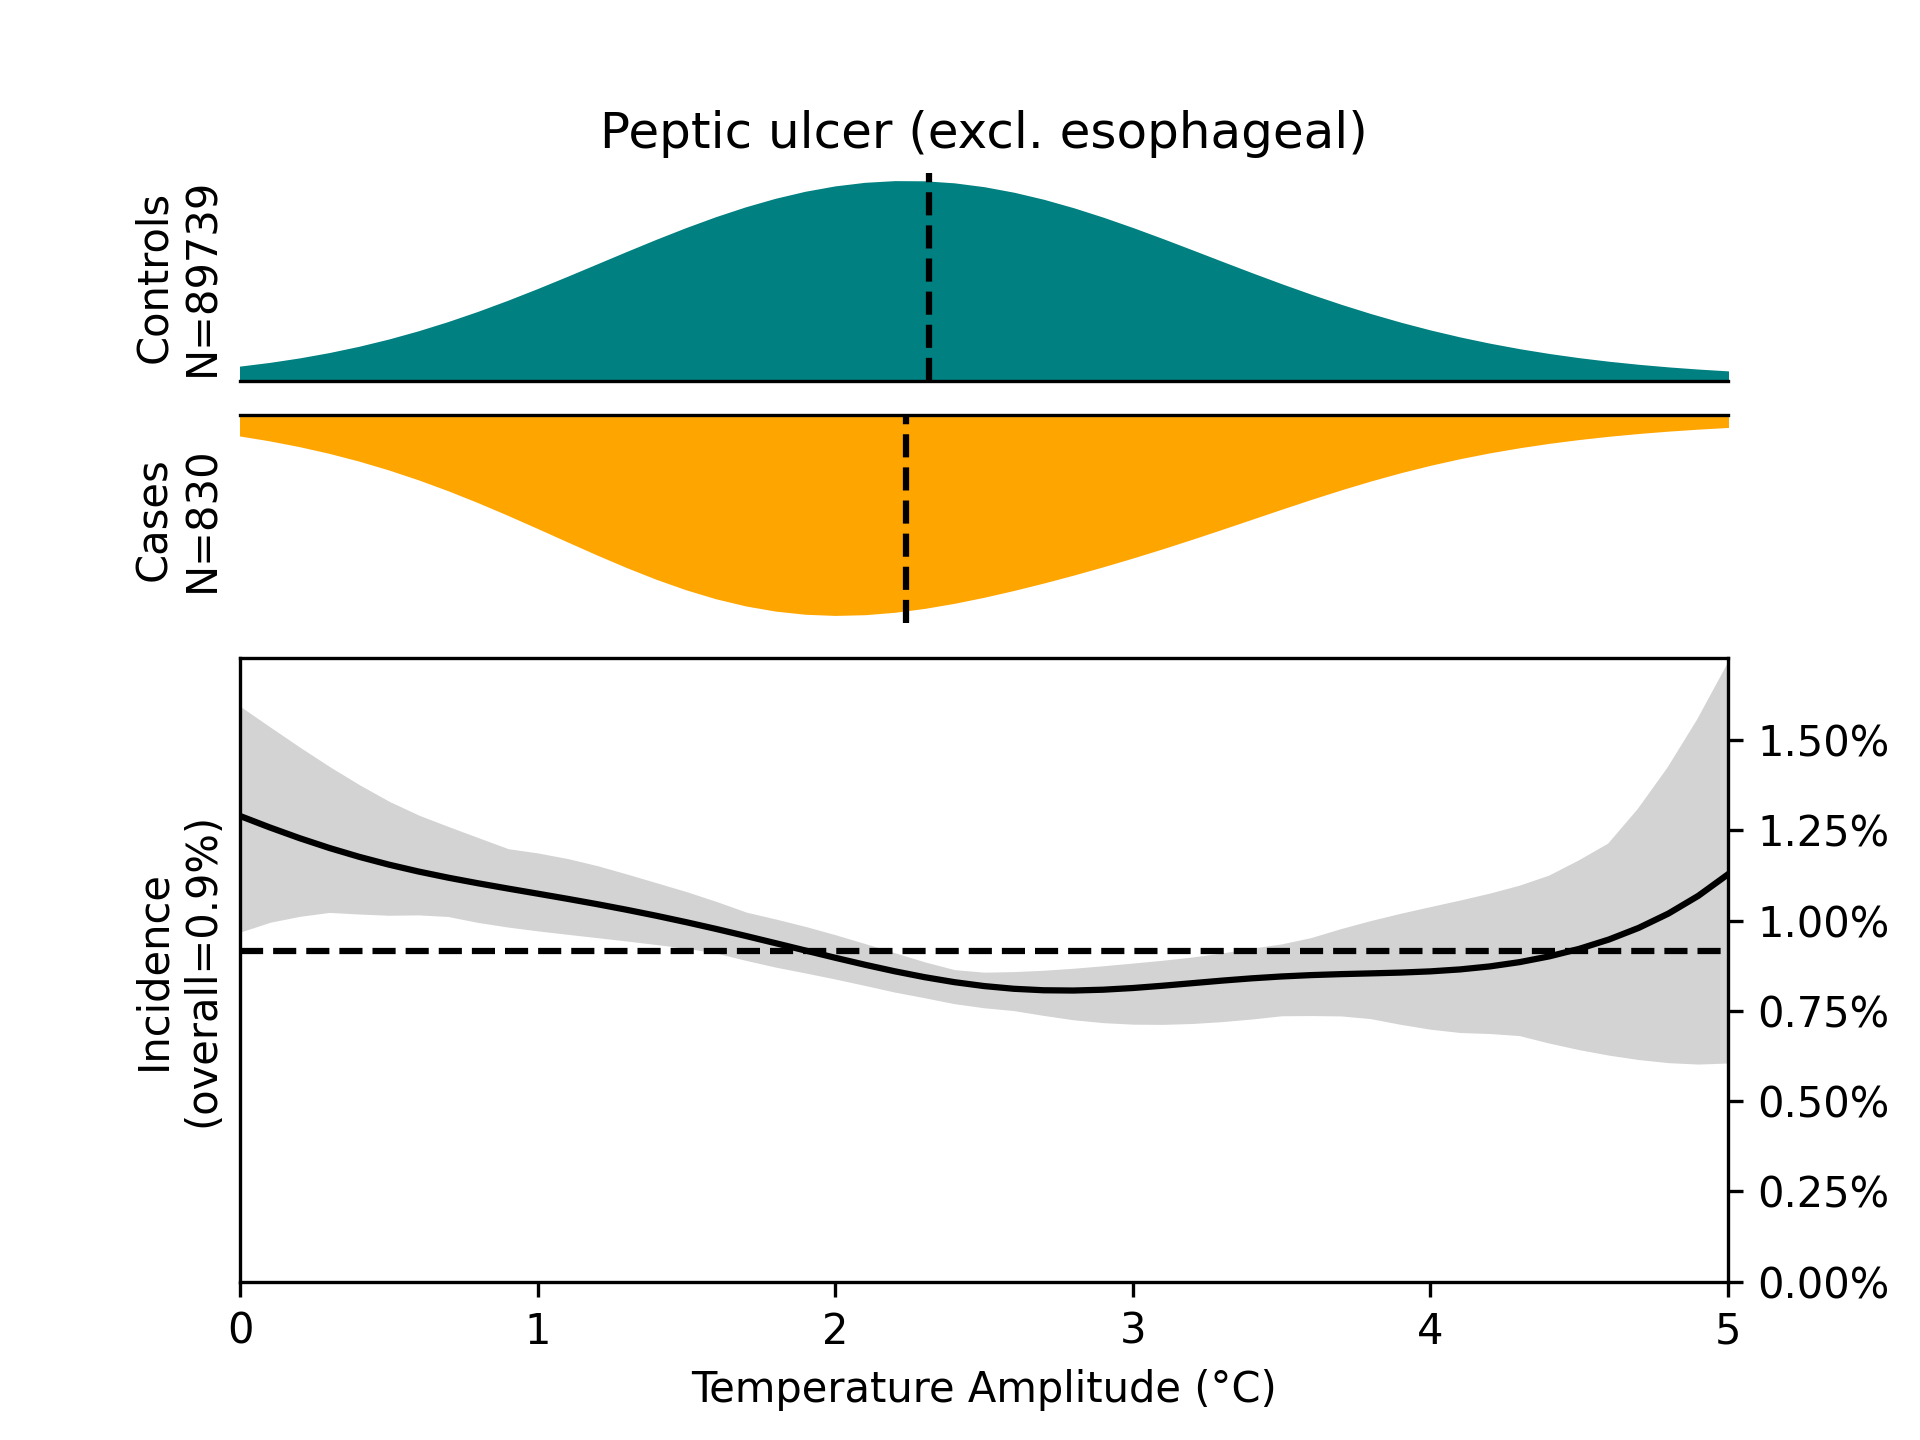 Peptic ulcer (excl. esophageal)
Controls
N=89739
Cases
N=830
Incidence
(overall=0.9%)
1.50%
1.25%
1.00%
0.75%
0.50%
0.25%
0.00%
0 1 2 3 4 5
Temperature Amplitude (°C)